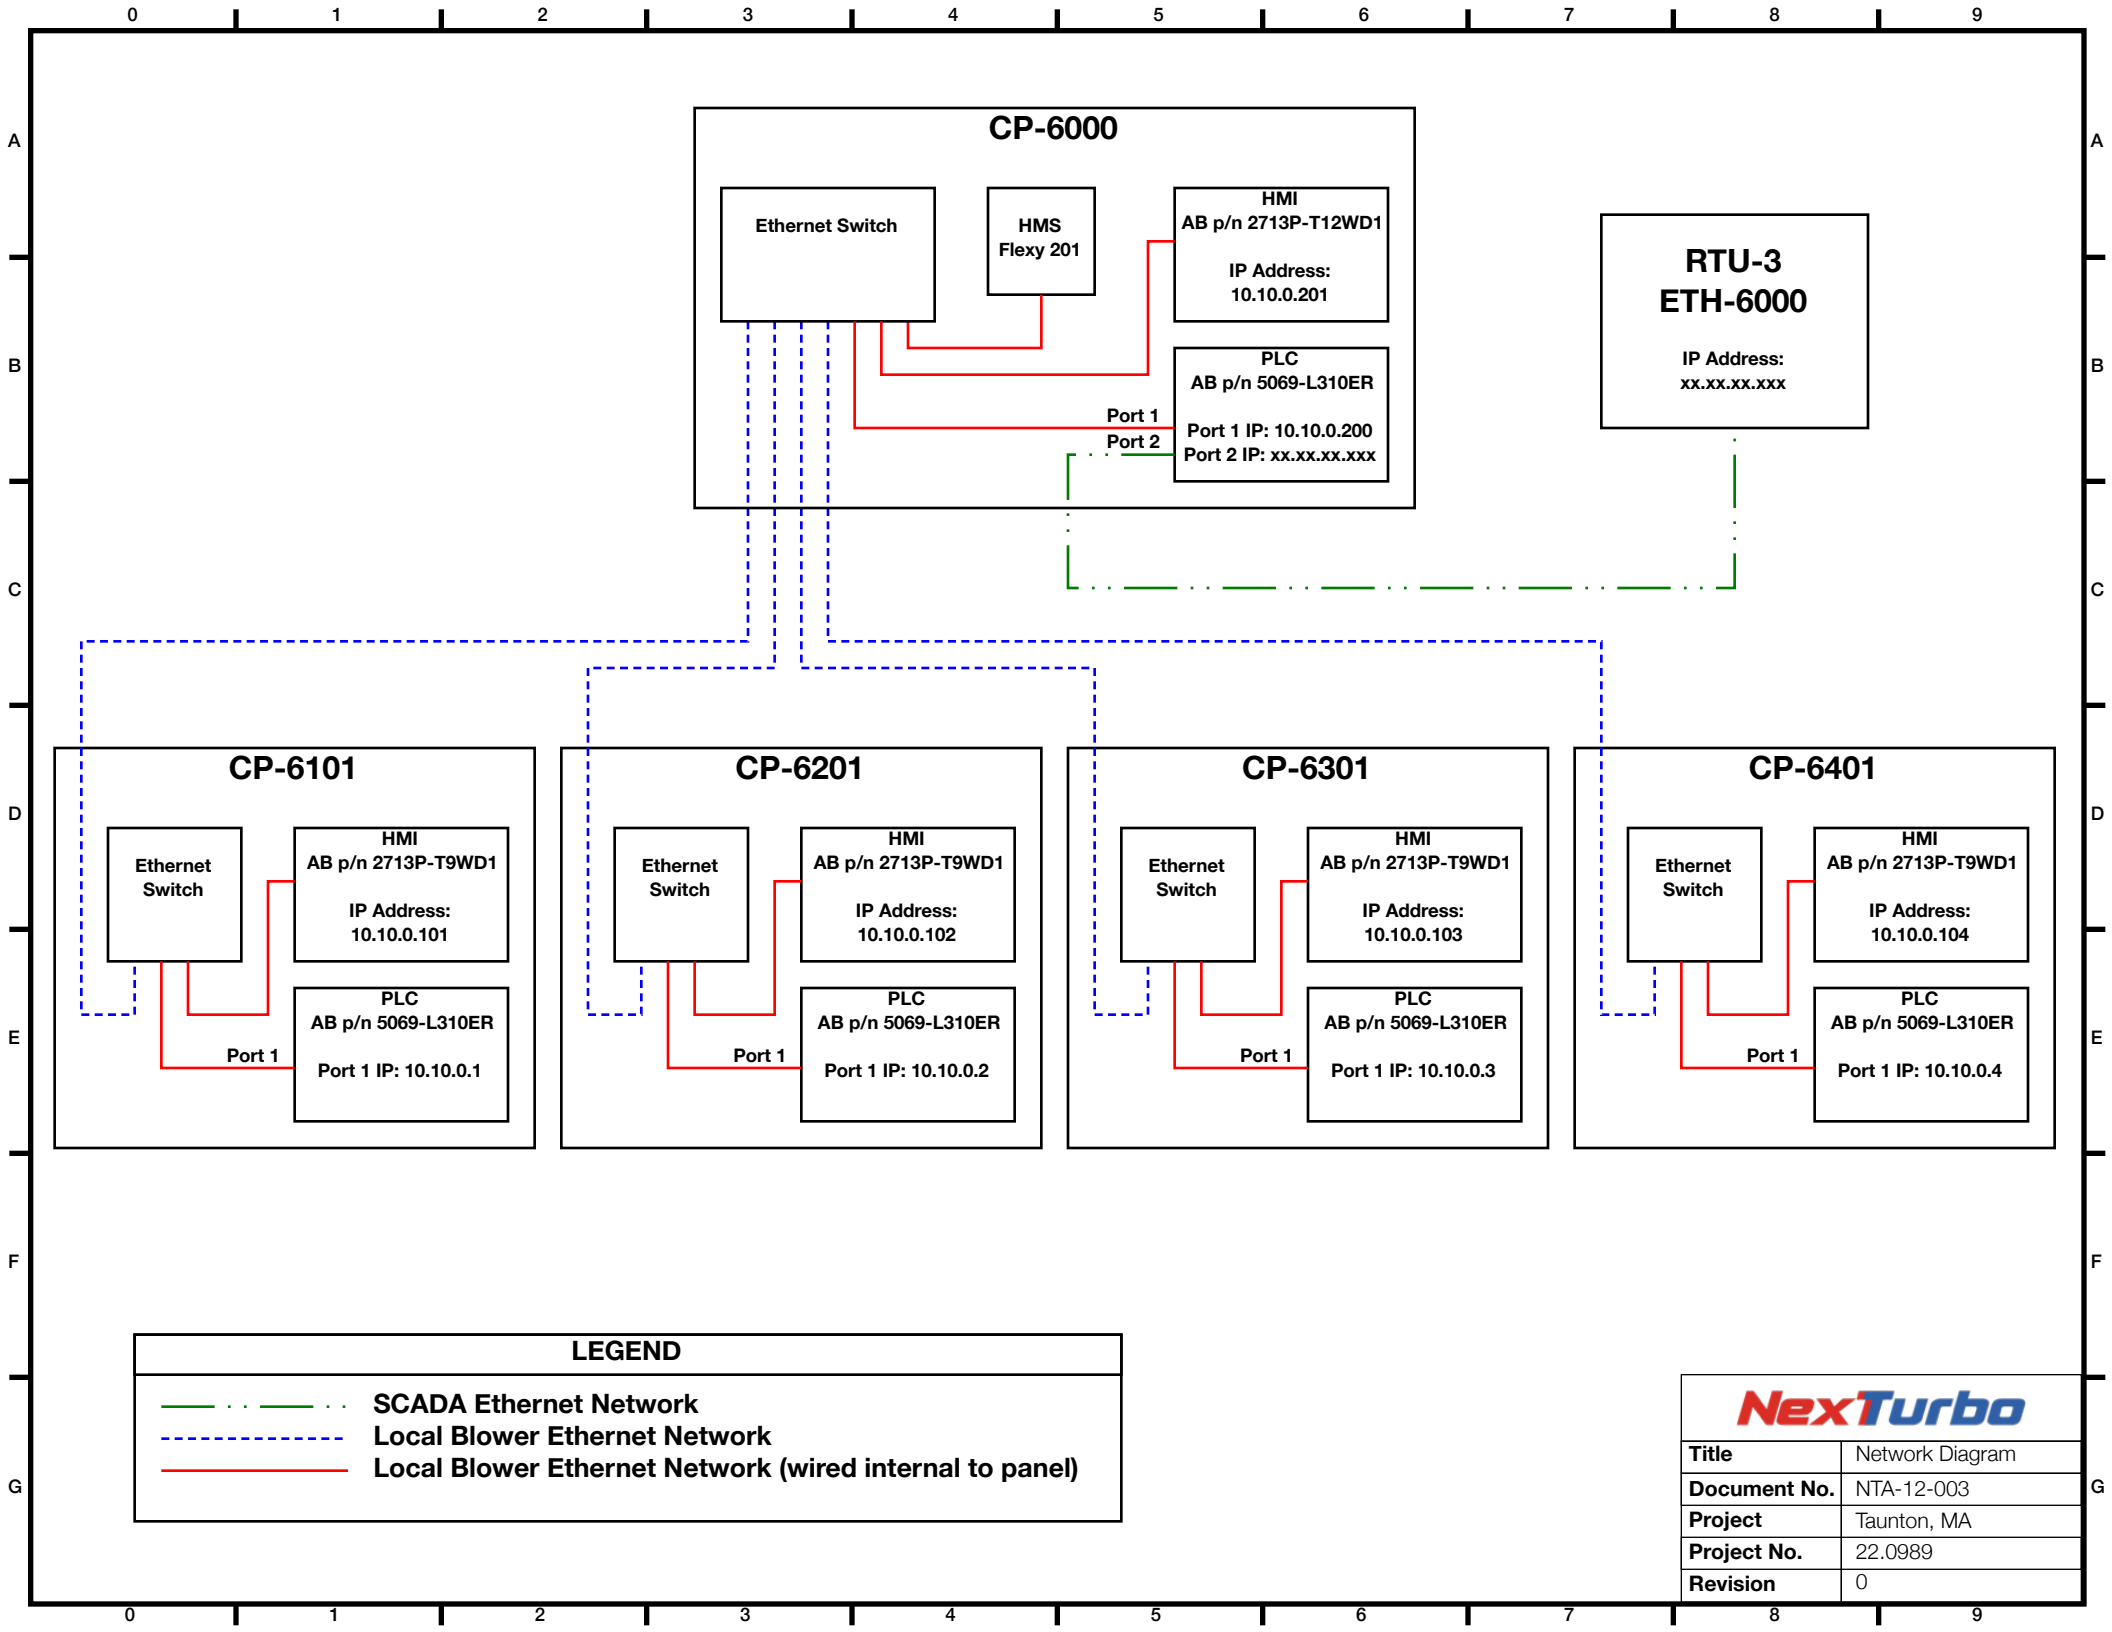 0 1 2 3 4 5 6 7 8 9
A A
B B
C C
D D
E E
F F
G G
CP-6000
Ethernet Switch
HMS
Flexy 201
HMI
AB p/n 2713P-T12WD1
IP Address:
10.10.0.201
PLC
AB p/n 5069-L310ER
Port 1
Port 2
Port 1 IP: 10.10.0.200
Port 2 IP: xx.xx.xx.xxx
RTU-3
ETH-6000
IP Address:
xx.xx.xx.xxx
CP-6101
Ethernet
Switch
HMI
AB p/n 2713P-T9WD1
IP Address:
10.10.0.101
PLC
AB p/n 5069-L310ER
Port 1
Port 1 IP: 10.10.0.1
CP-6201
Ethernet
Switch
HMI
AB p/n 2713P-T9WD1
IP Address:
10.10.0.102
PLC
AB p/n 5069-L310ER
Port 1
Port 1 IP: 10.10.0.2
CP-6301
Ethernet
Switch
HMI
AB p/n 2713P-T9WD1
IP Address:
10.10.0.103
PLC
AB p/n 5069-L310ER
Port 1
Port 1 IP: 10.10.0.3
CP-6401
Ethernet
Switch
HMI
AB p/n 2713P-T9WD1
IP Address:
10.10.0.104
PLC
AB p/n 5069-L310ER
Port 1
Port 1 IP: 10.10.0.4
LEGEND
SCADA Ethernet Network
Local Blower Ethernet Network
Local Blower Ethernet Network (wired internal to panel)
NexTurbo
Title Network Diagram
Document No. NTA-12-003
Project Taunton, MA
Project No. 22.0989
Revision 0
0 1 2 3 4 5 6 7 8 9